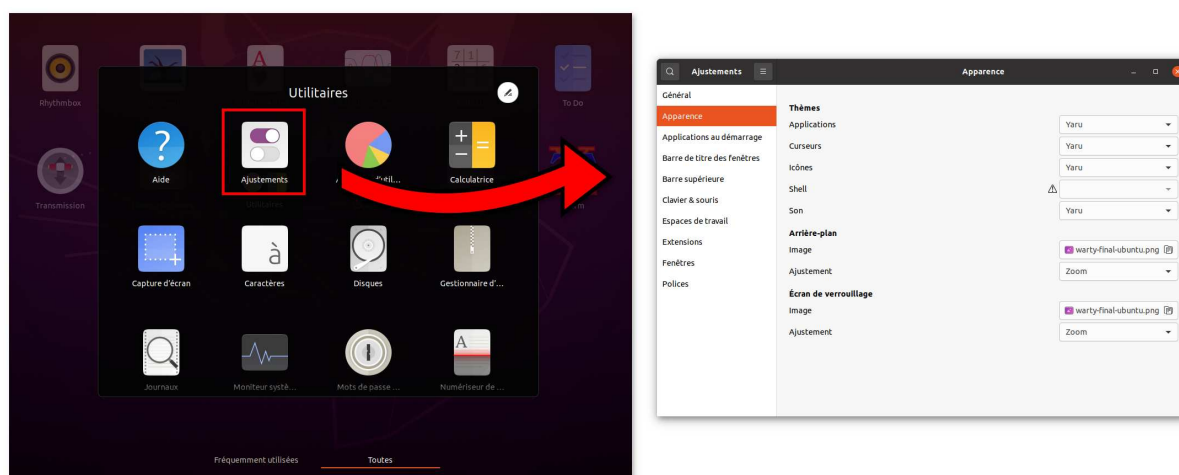 Rhythmbox
To Do
Utilitaires
Aide
Ajustements
d'util...
Calculatrice
Transmission
Utilitaires
Capture d'écran
Caractères
Disques
Gestionnaire d'...
Journaux
Moniteur systè...
Mots de passe ...
Numériseur de ...
Fréquemment utilisées
Toutes
Ajustements
Apparence
Général
Apparence
Applications au démarrage
Barre de titre des fenêtres
Barre supérieure
Clavier & souris
Espaces de travail
Extensions
Fenêtres
Polices
Thèmes
Applications
Yaru
Curseurs
Yaru
Icônes
Yaru
Shell
Son
Yaru
Arrière-plan
Image
warty-final-ubuntu.png
Ajustement
Zoom
Écran de verrouillage
Image
warty-final-ubuntu.png
Ajustement
Zoom